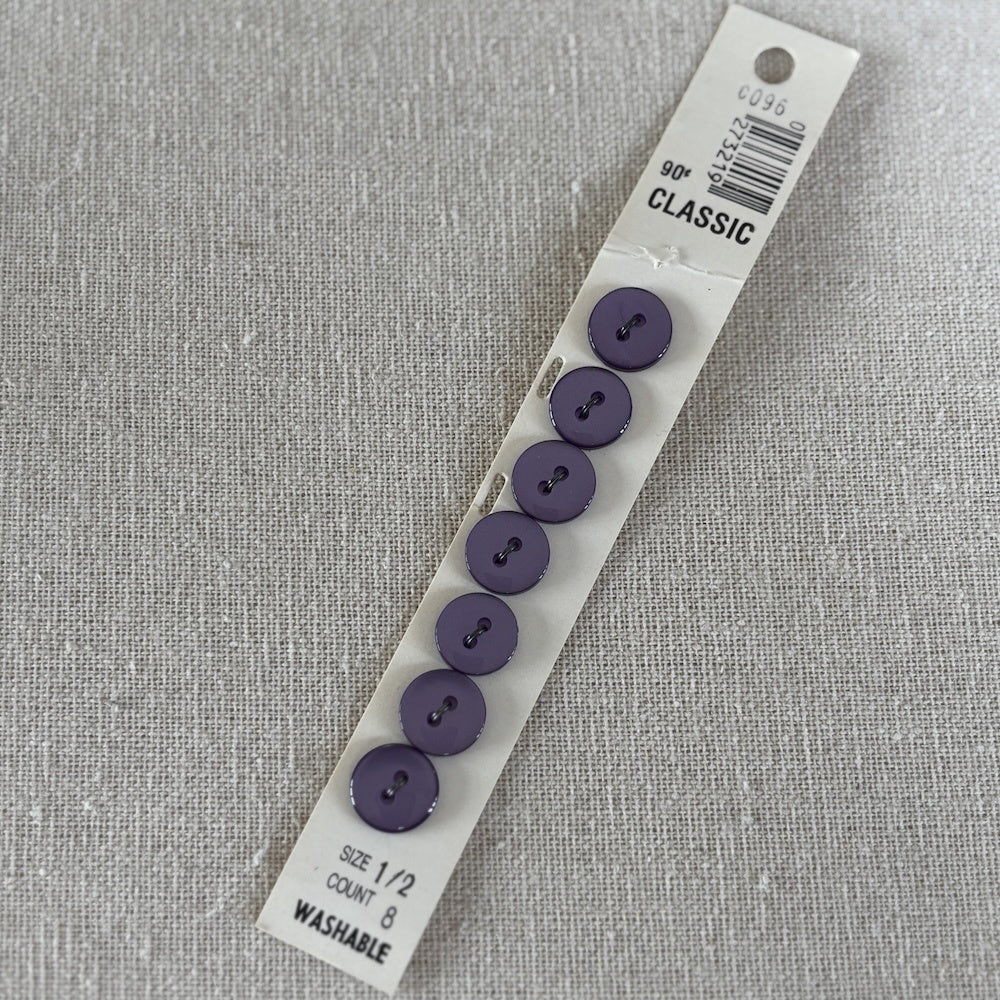 C096
0 273219
90¢
CLASSIC
SIZE 1/2
COUNT 8
WASHABLE